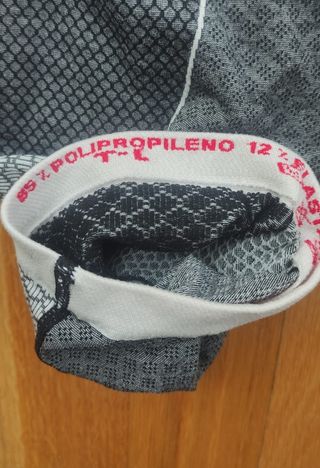 85 % POLIPROPILENO 12 %
T-L